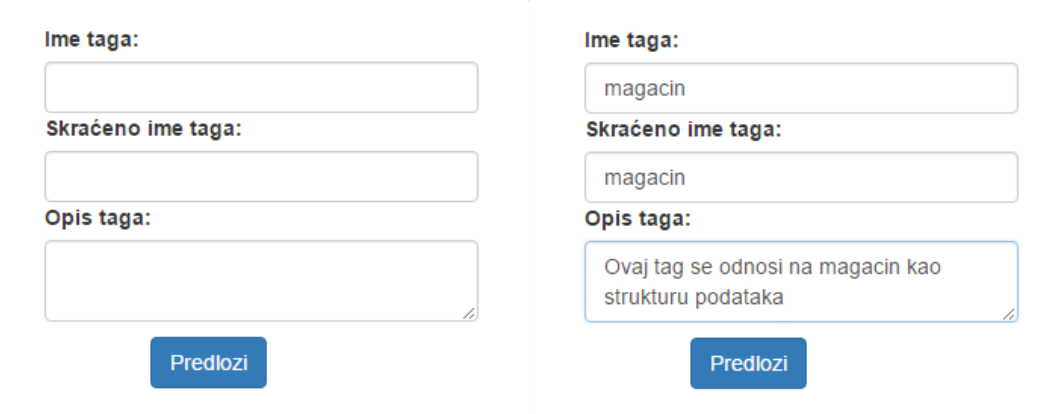 Ime taga:
Skraćeno ime taga:
Opis taga:
Predlozi
Ime taga:
magacin
Skraćeno ime taga:
magacin
Opis taga:
Ovaj tag se odnosi na magacin kao
strukturu podataka
Predlozi